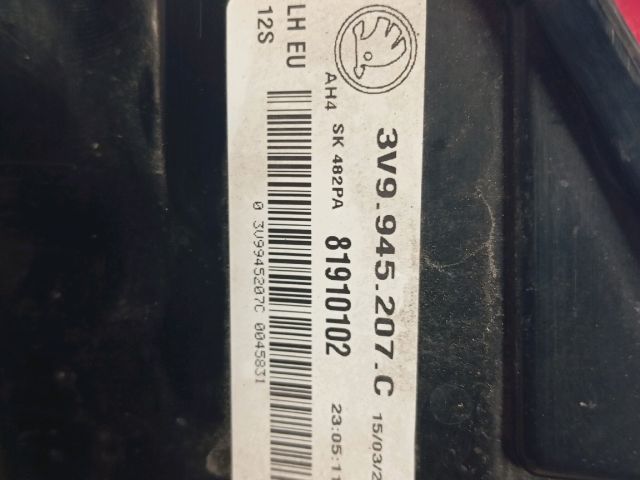 3V9.945.207.C 15/03/2
AH4 SK 482PA 81910102 23:05:11
LH EU
12S
0 3V9945207C 0045831